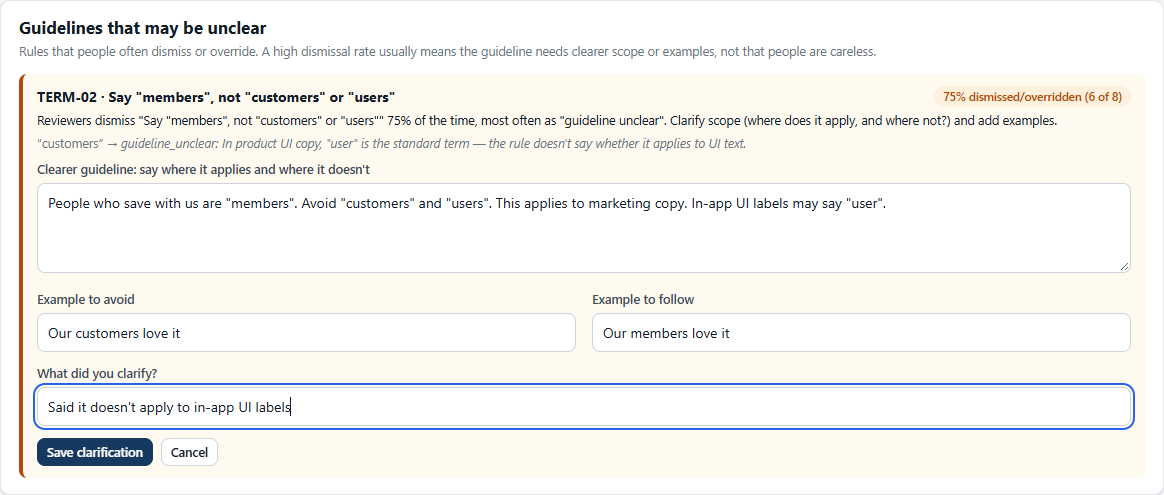 Guidelines that may be unclear
Rules that people often dismiss or override. A high dismissal rate usually means the guideline needs clearer scope or examples, not that people are careless.
TERM-02 · Say "members", not "customers" or "users"
75% dismissed/overridden (6 of 8)
Reviewers dismiss "Say "members", not "customers" or "users"" 75% of the time, most often as "guideline unclear". Clarify scope (where does it apply, and where not?) and add examples.
"customers" → guideline_unclear: In product UI copy, "user" is the standard term — the rule doesn't say whether it applies to UI text.
Clearer guideline: say where it applies and where it doesn't
People who save with us are "members". Avoid "customers" and "users". This applies to marketing copy. In-app UI labels may say "user".
Example to avoid
Example to follow
Our customers love it
Our members love it
What did you clarify?
Said it doesn't apply to in-app UI labels
Save clarification
Cancel